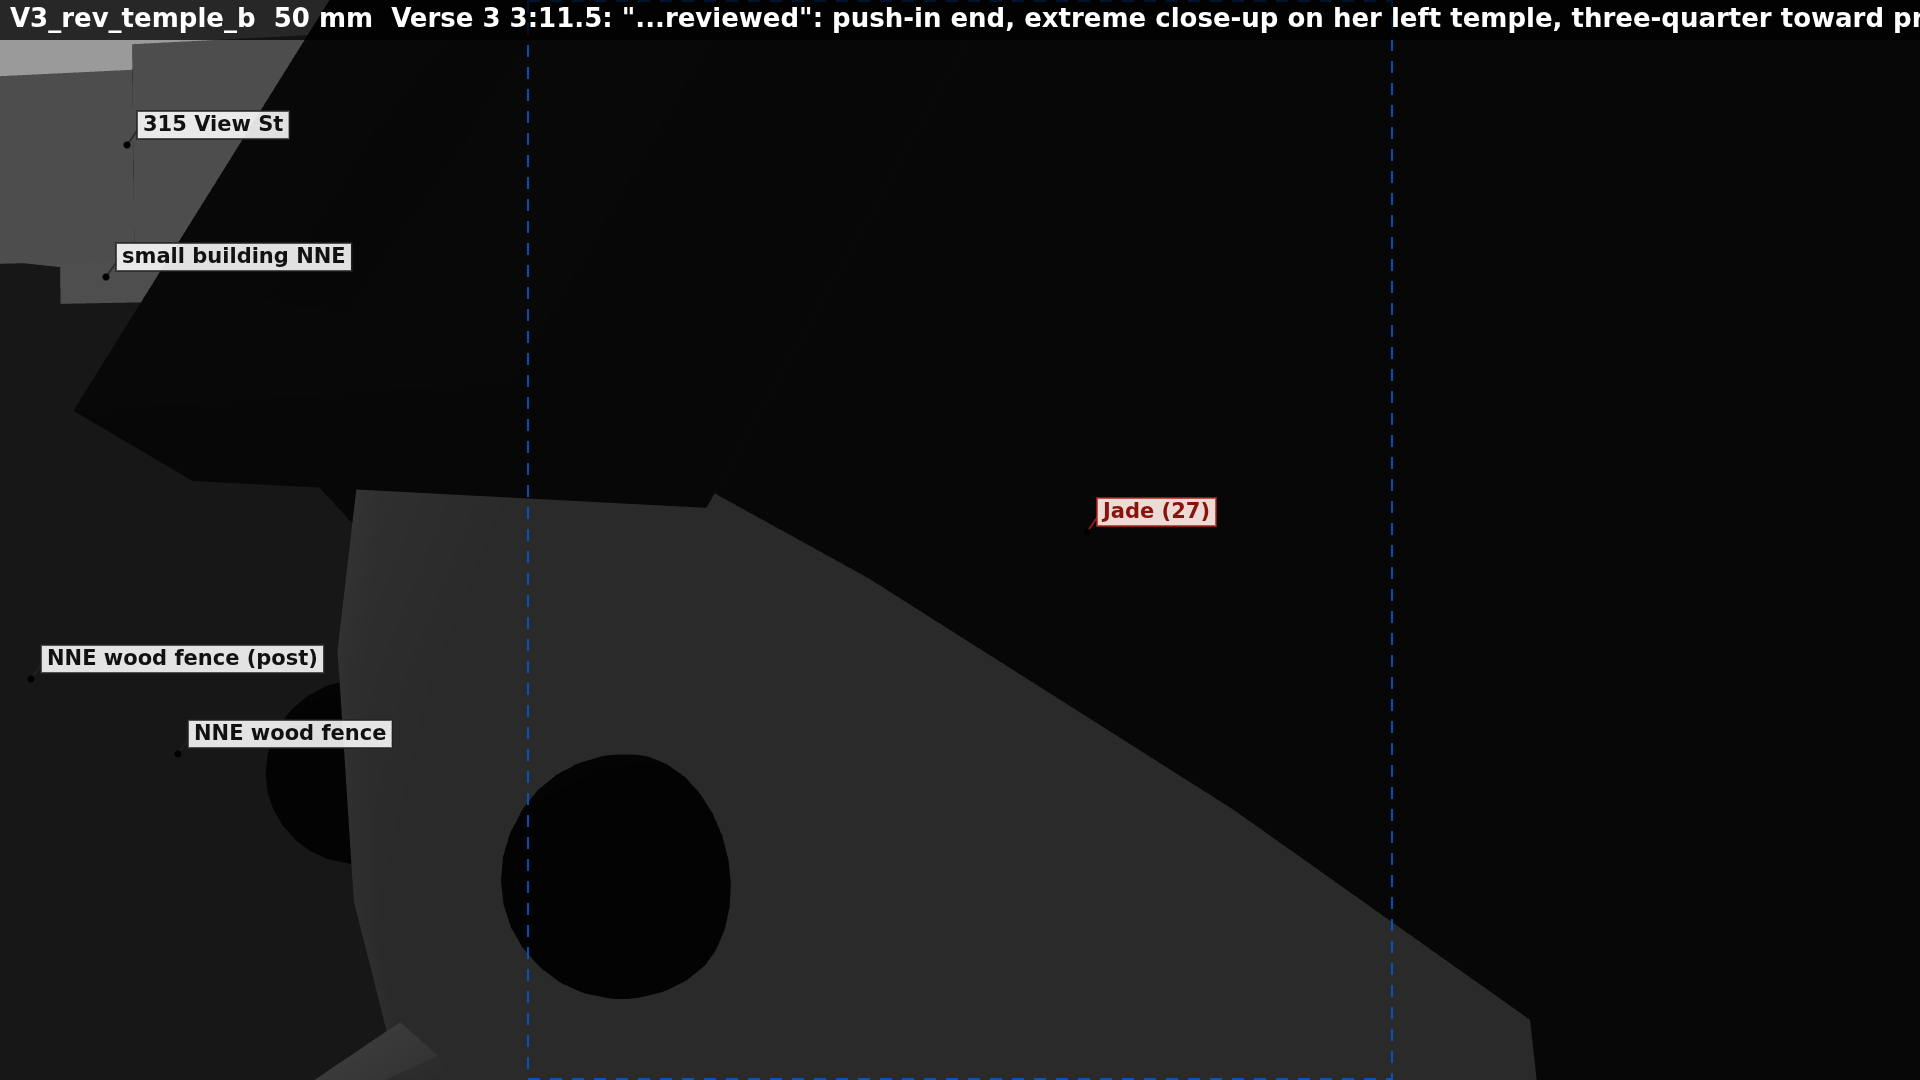 V3_rev_temple_b  50 mm  Verse 3 3:11.5: "...reviewed": push-in end, extreme close-up on her left temple, three-quarter toward pr
315 View St
small building NNE
Jade (27)
NNE wood fence (post)
NNE wood fence